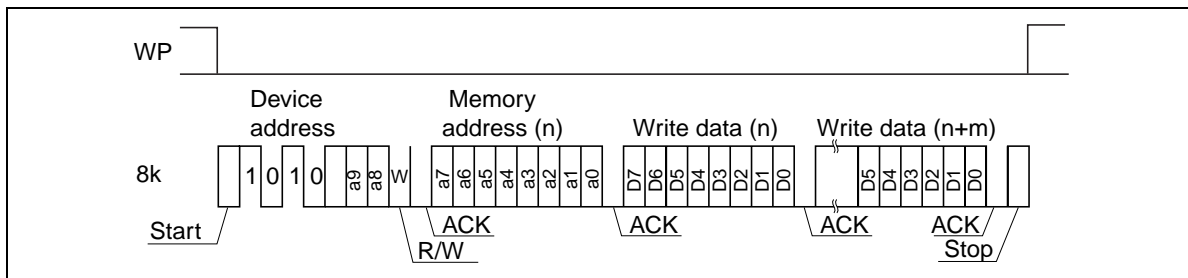 WP
Device address
Memory address (n)
Write data (n)
Write data (n+m)
8k
1 0 1 0 a9 a8 W a7 a6 a5 a4 a3 a2 a1 a0 D7 D6 D5 D4 D3 D2 D1 D0 D5 D4 D3 D2 D1 D0
Start
ACK
ACK
ACK
ACK
R/W
Stop